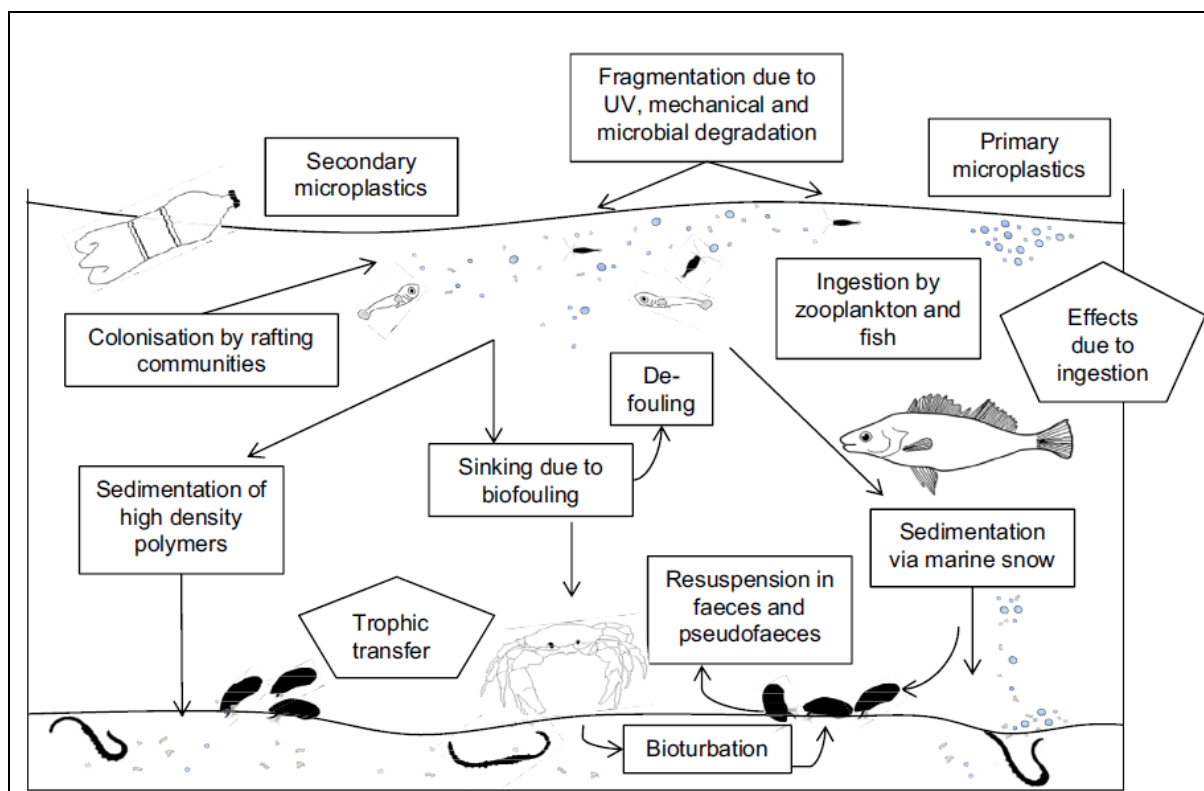 Fragmentation due to
UV, mechanical and
microbial degradation
Secondary
microplastics
Primary
microplastics
Colonisation by rafting
communities
Ingestion by
zooplankton and
fish
Effects
due to
ingestion
De-
fouling
Sedimentation of
high density
polymers
Sinking due to
biofouling
Sedimentation
via marine snow
Trophic
transfer
Resuspension in
faeces and
pseudofaeces
Bioturbation